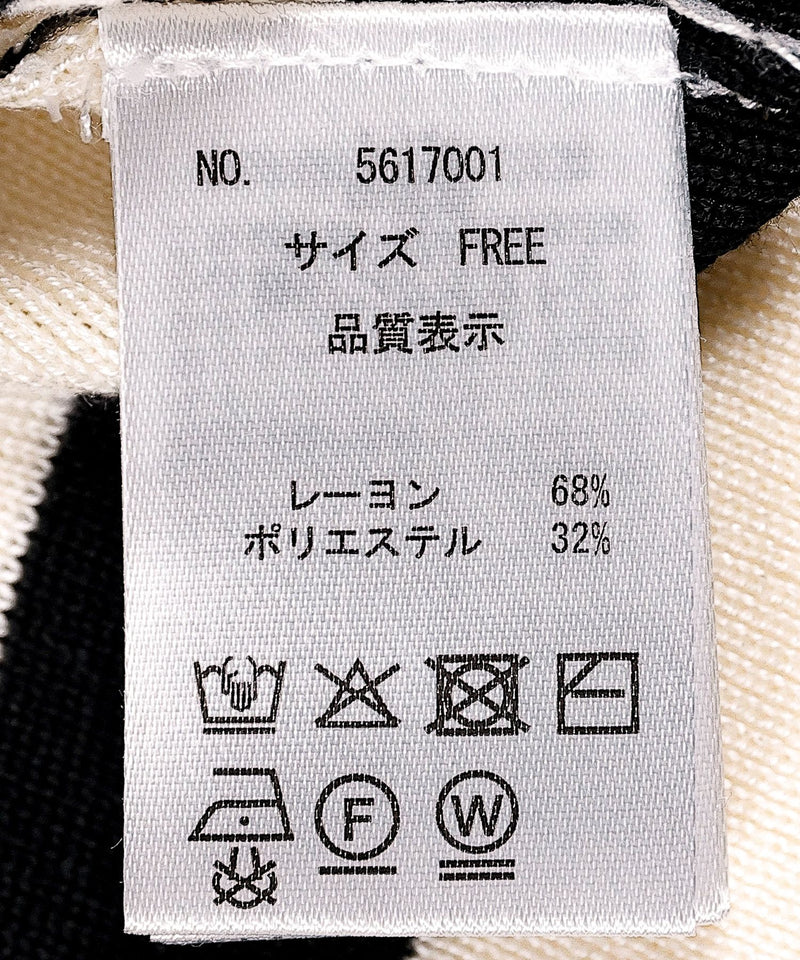 NO. 5617001
サイズ FREE
品質表示
レーヨン 68%
ポリエステル 32%
F W